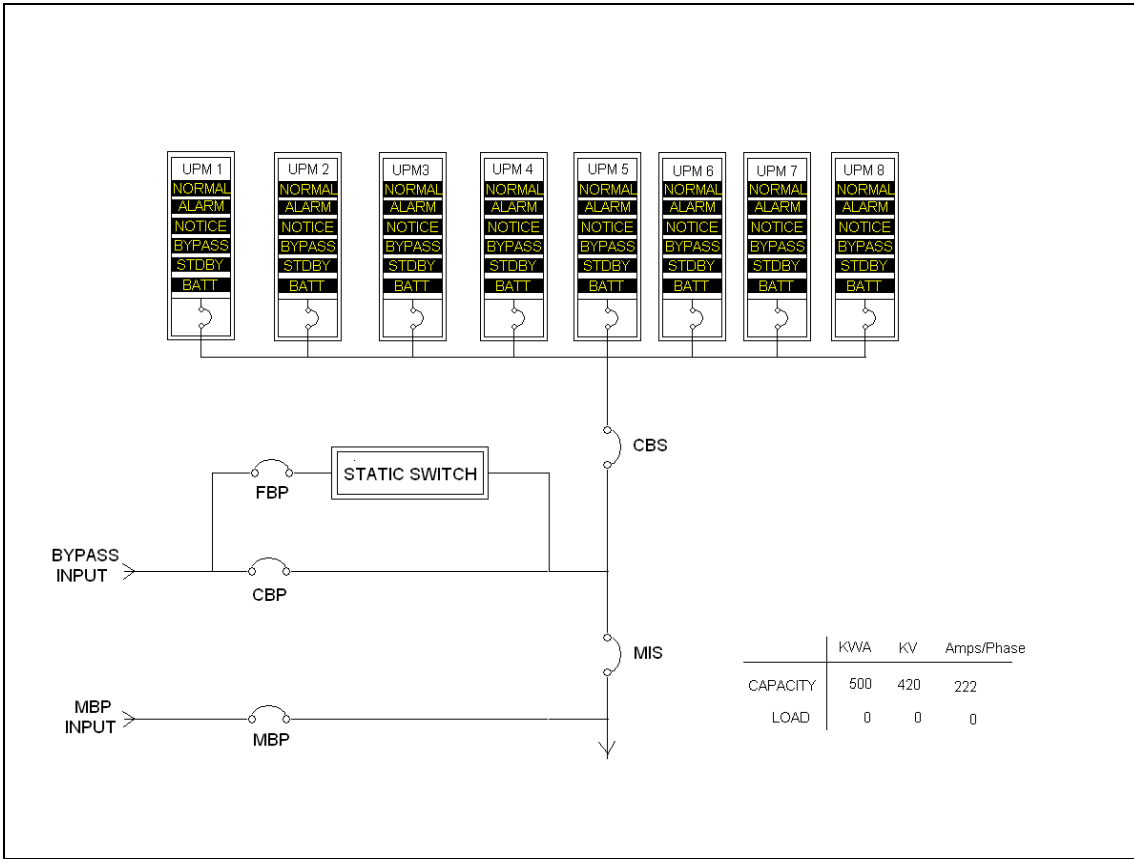 UPM 1
NORMAL
ALARM
NOTICE
BYPASS
STDBY
BATT
UPM 2
NORMAL
ALARM
NOTICE
BYPASS
STDBY
BATT
UPM3
NORMAL
ALARM
NOTICE
BYPASS
STDBY
BATT
UPM 4
NORMAL
ALARM
NOTICE
BYPASS
STDBY
BATT
UPM 5
NORMAL
ALARM
NOTICE
BYPASS
STDBY
BATT
UPM 6
NORMAL
ALARM
NOTICE
BYPASS
STDBY
BATT
UPM 7
NORMAL
ALARM
NOTICE
BYPASS
STDBY
BATT
UPM 8
NORMAL
ALARM
NOTICE
BYPASS
STDBY
BATT
CBS
STATIC SWITCH
FBP
BYPASS
INPUT
CBP
MIS
MBP
INPUT
MBP
KWA KV Amps/Phase
CAPACITY 500 420 222
LOAD 0 0 0